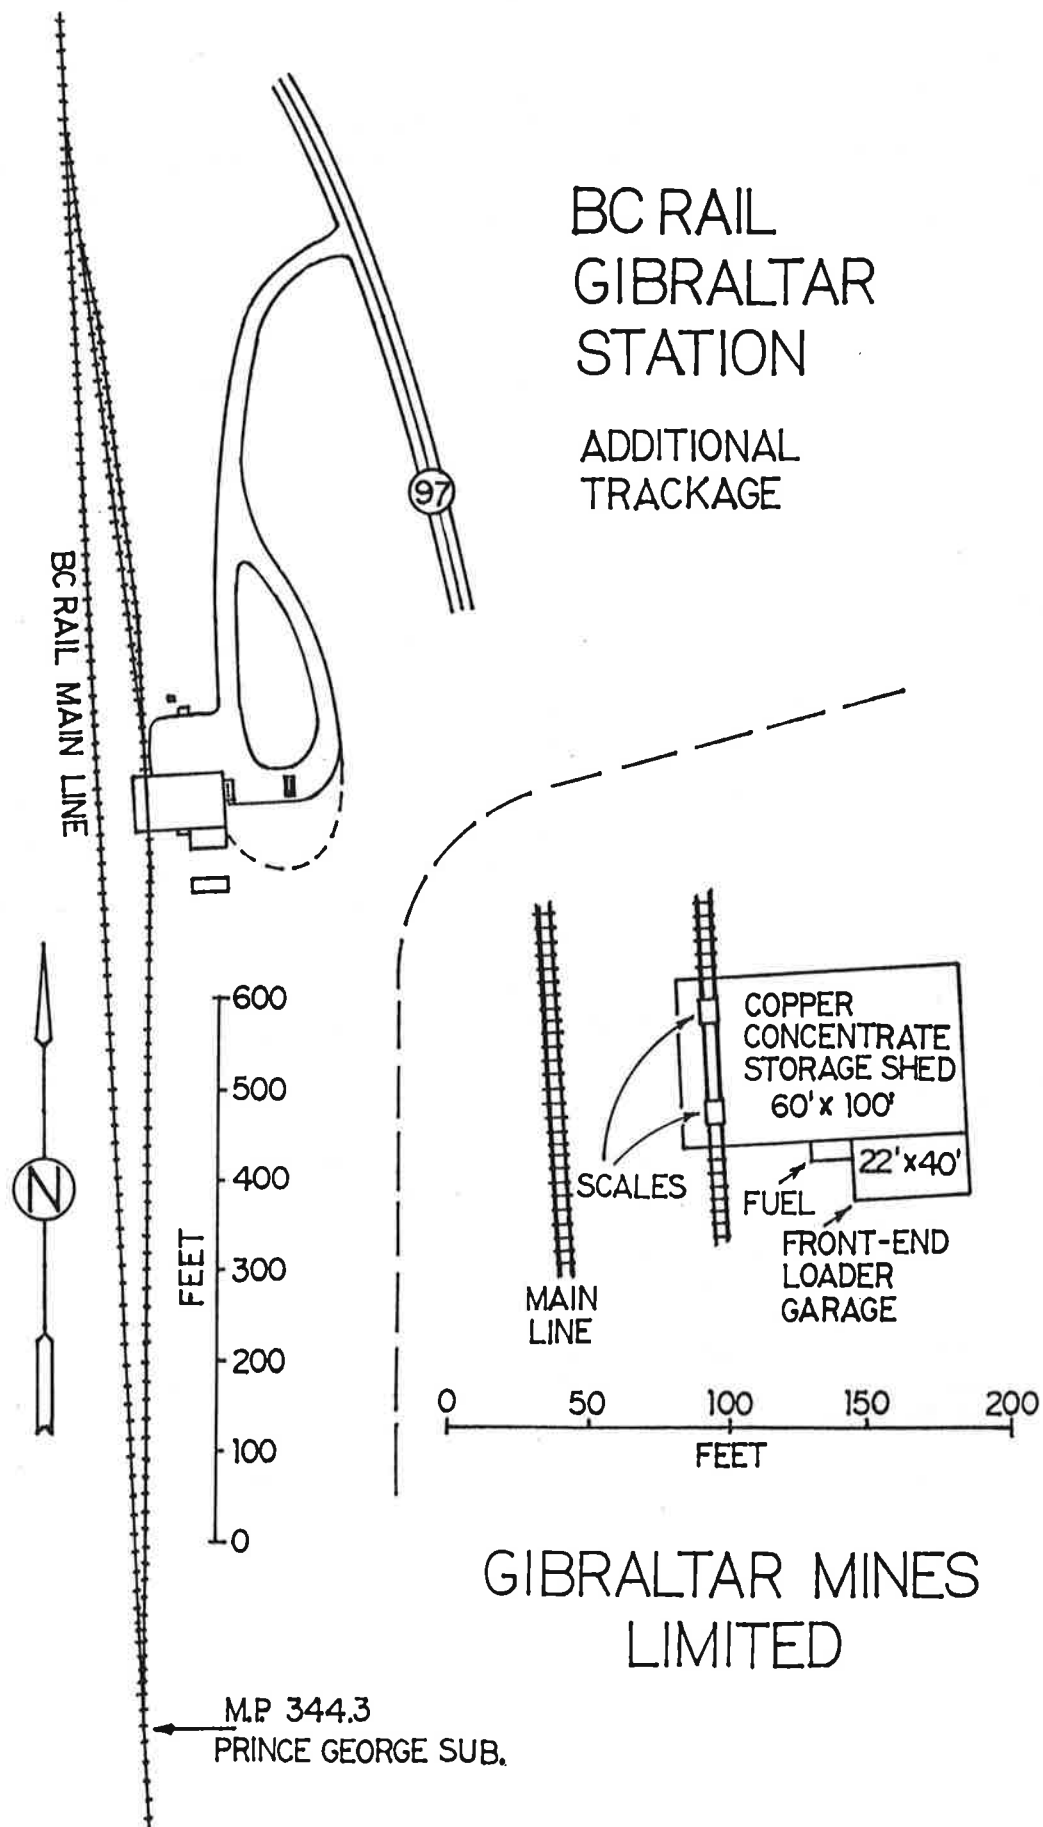 BC RAIL
GIBRALTAR
STATION
ADDITIONAL
TRACKAGE
97
BC RAIL MAIN LINE
N
600
500
400
300
200
100
0
FEET
COPPER
CONCENTRATE
STORAGE SHED
60' X 100'
22' X 40'
SCALES
FUEL
FRONT-END
LOADER
GARAGE
MAIN
LINE
0 50 100 150 200
FEET
GIBRALTAR MINES
LIMITED
M.P. 344.3
PRINCE GEORGE SUB.